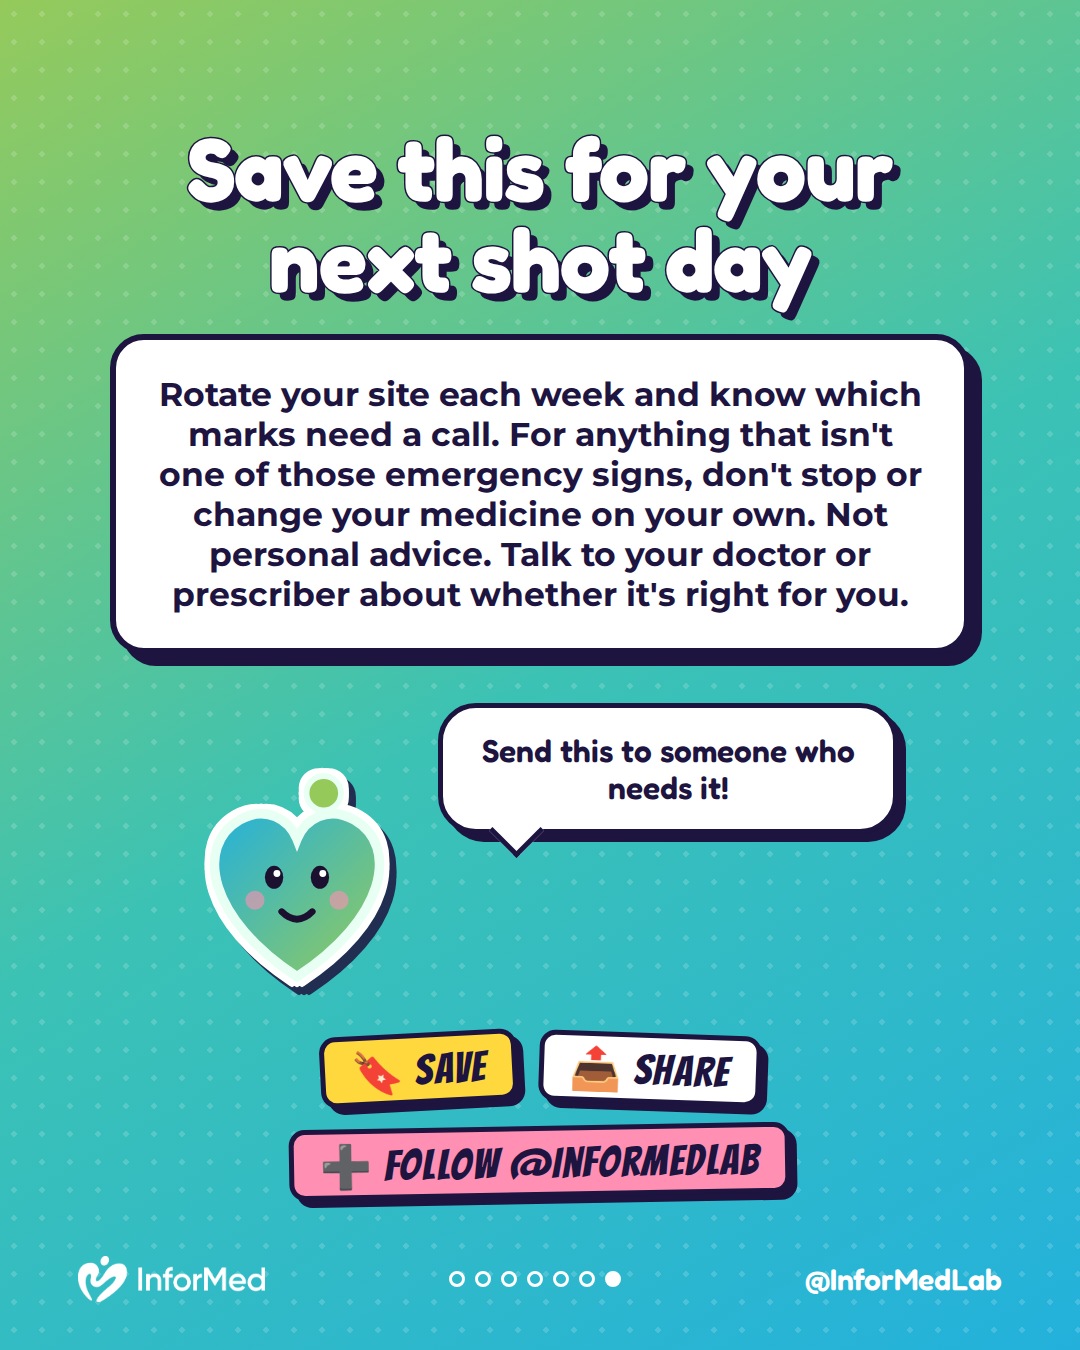 Save this for your
next shot day
Rotate your site each week and know which
marks need a call. For anything that isn't
one of those emergency signs, don't stop or
change your medicine on your own. Not
personal advice. Talk to your doctor or
prescriber about whether it's right for you.
Send this to someone who
needs it!
SAVE
SHARE
FOLLOW @INFORMEDLAB
InforMed
@InforMedLab